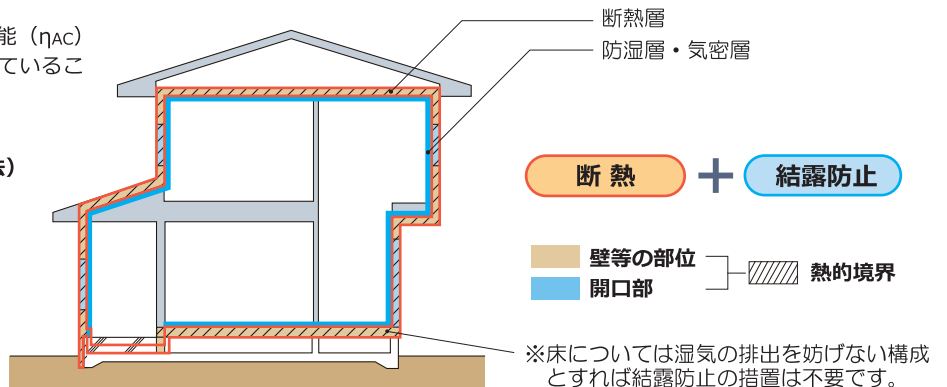 能（ηAC）
ているこ
法）
断熱層
防湿層・気密層
断 熱
＋
結露防止
壁等の部位
開口部
熱的境界
※床については湿気の排出を妨げない構成
とすれば結露防止の措置は不要です。